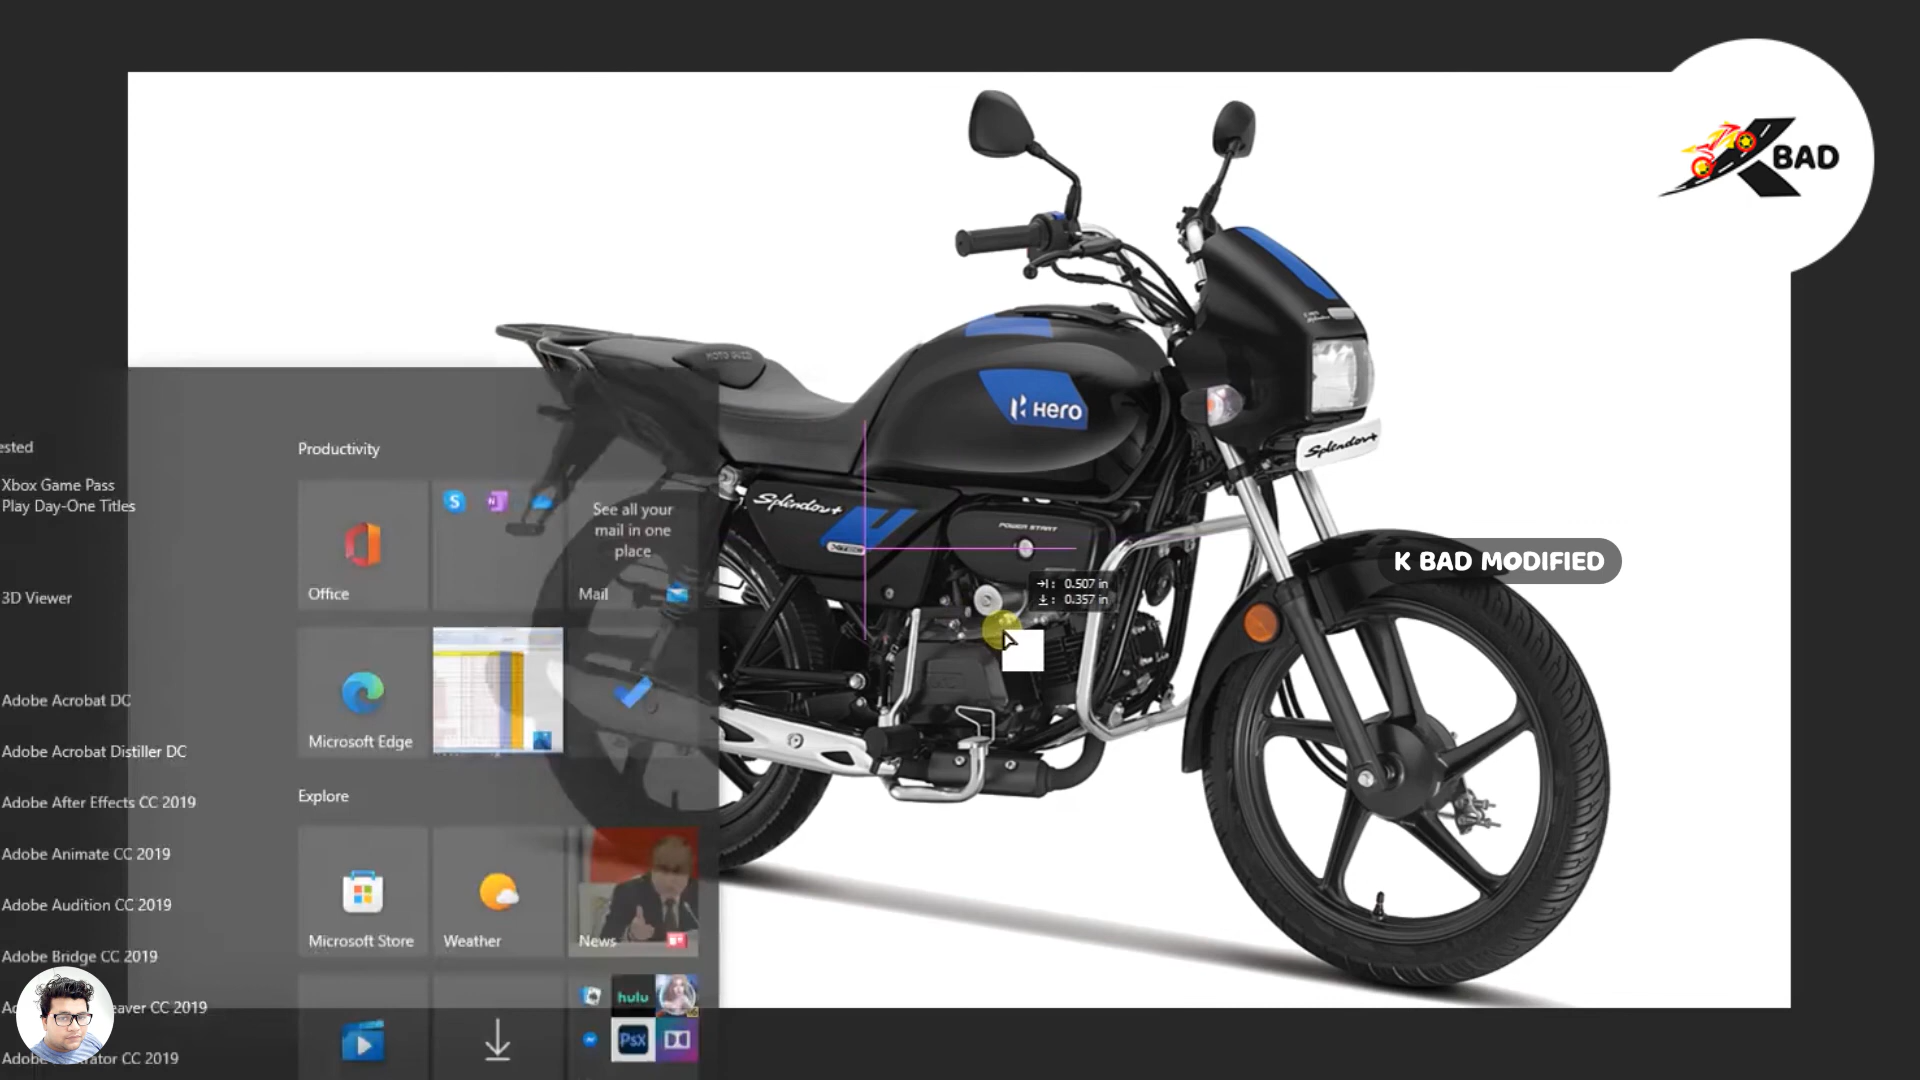 BAD
MOTO GUZZI
Hero
Splendor+
Splendor+
POWER START
K BAD MODIFIED
→|: 0.507 in
↓: 0.357 in
ested
Xbox Game Pass
Play Day-One Titles
3D Viewer
Adobe Acrobat DC
Adobe Acrobat Distiller DC
Adobe After Effects CC 2019
Adobe Animate CC 2019
Adobe Audition CC 2019
Adobe Bridge CC 2019
eaver CC 2019
ator CC 2019
Productivity
Office
See all your
mail in one
place
Mail
Microsoft Edge
Explore
Microsoft Store
Weather
News
hulu
PsX